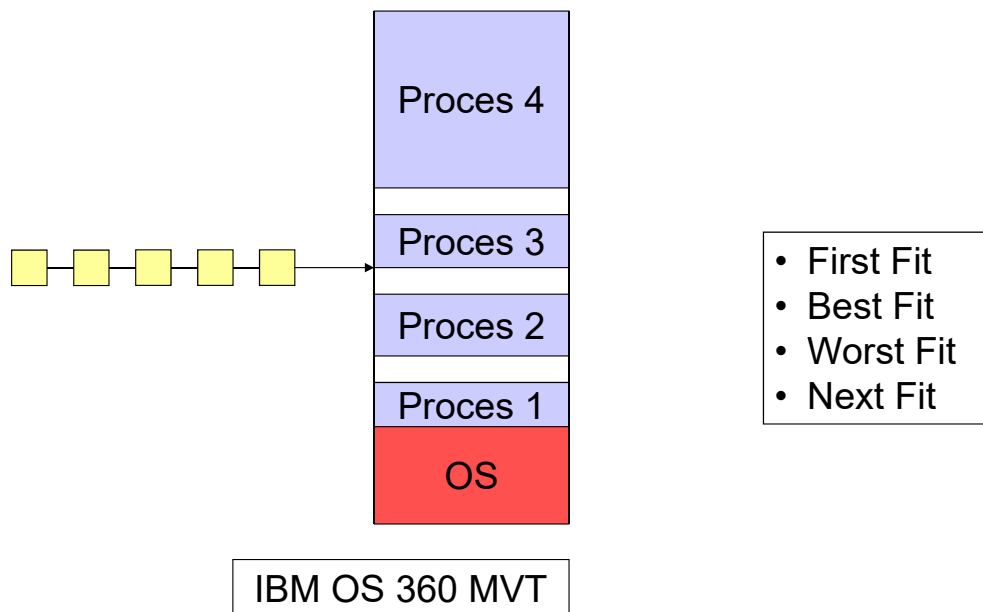 Proces 4
Proces 3
Proces 2
Proces 1
OS
• First Fit
• Best Fit
• Worst Fit
• Next Fit
IBM OS 360 MVT